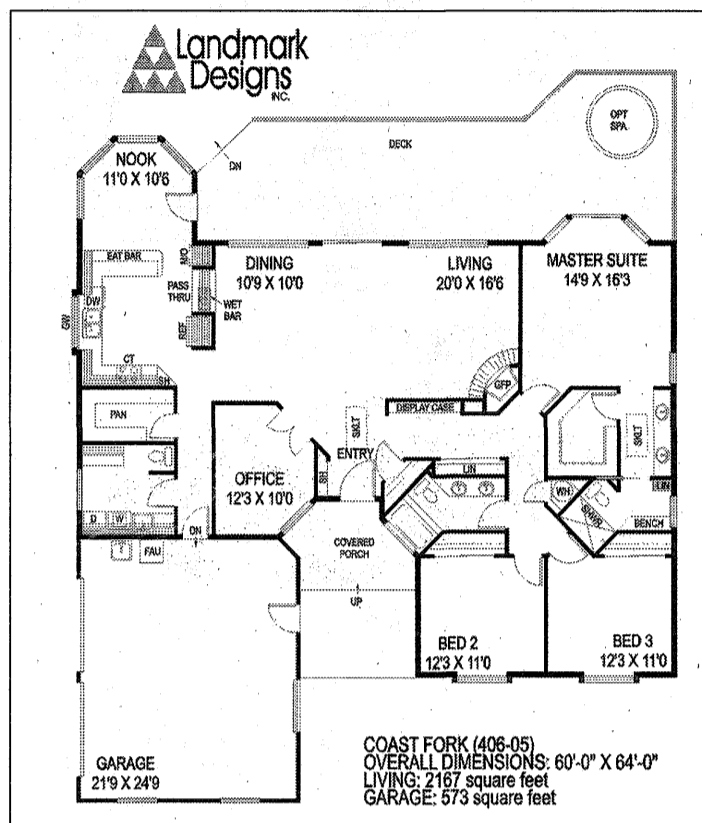 Landmark
Designs
INC.
OPT
SPA
DECK
DN
NOOK
11'0 X 10'6
EAT BAR
M/O
DINING
10'9 X 10'0
LIVING
20'0 X 16'6
MASTER SUITE
14'9 X 16'3
PASS
THRU
WET
BAR
DW
GW
REF
CT
SH
GFP
PAN
DISPLAY CASE
SKLT
SKLT
ENTRY
OFFICE
12'3 X 10'0
SH
LIN
WH
SHWR
LIN
BENCH
D
W
DN
FAU
COVERED
PORCH
UP
BED 2
12'3 X 11'0
BED 3
12'3 X 11'0
GARAGE
21'9 X 24'9
COAST FORK (406-05)
OVERALL DIMENSIONS: 60'-0" X 64'-0"
LIVING: 2167 square feet
GARAGE: 573 square feet